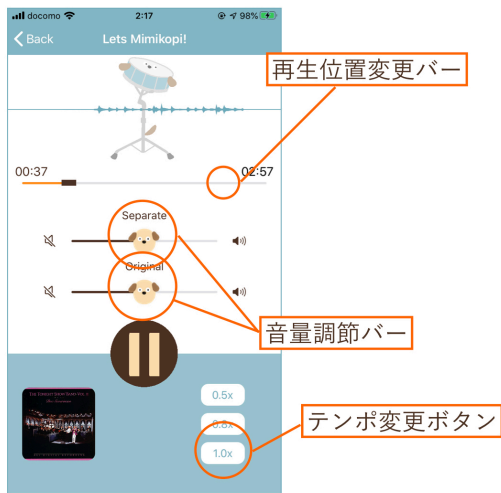 docomo 2:17 98%
Back Lets Mimikopi!
再生位置変更バー
00:37 02:57
Separate
Original
音量調節バー
0.5x
0.8x
テンポ変更ボタン
1.0x